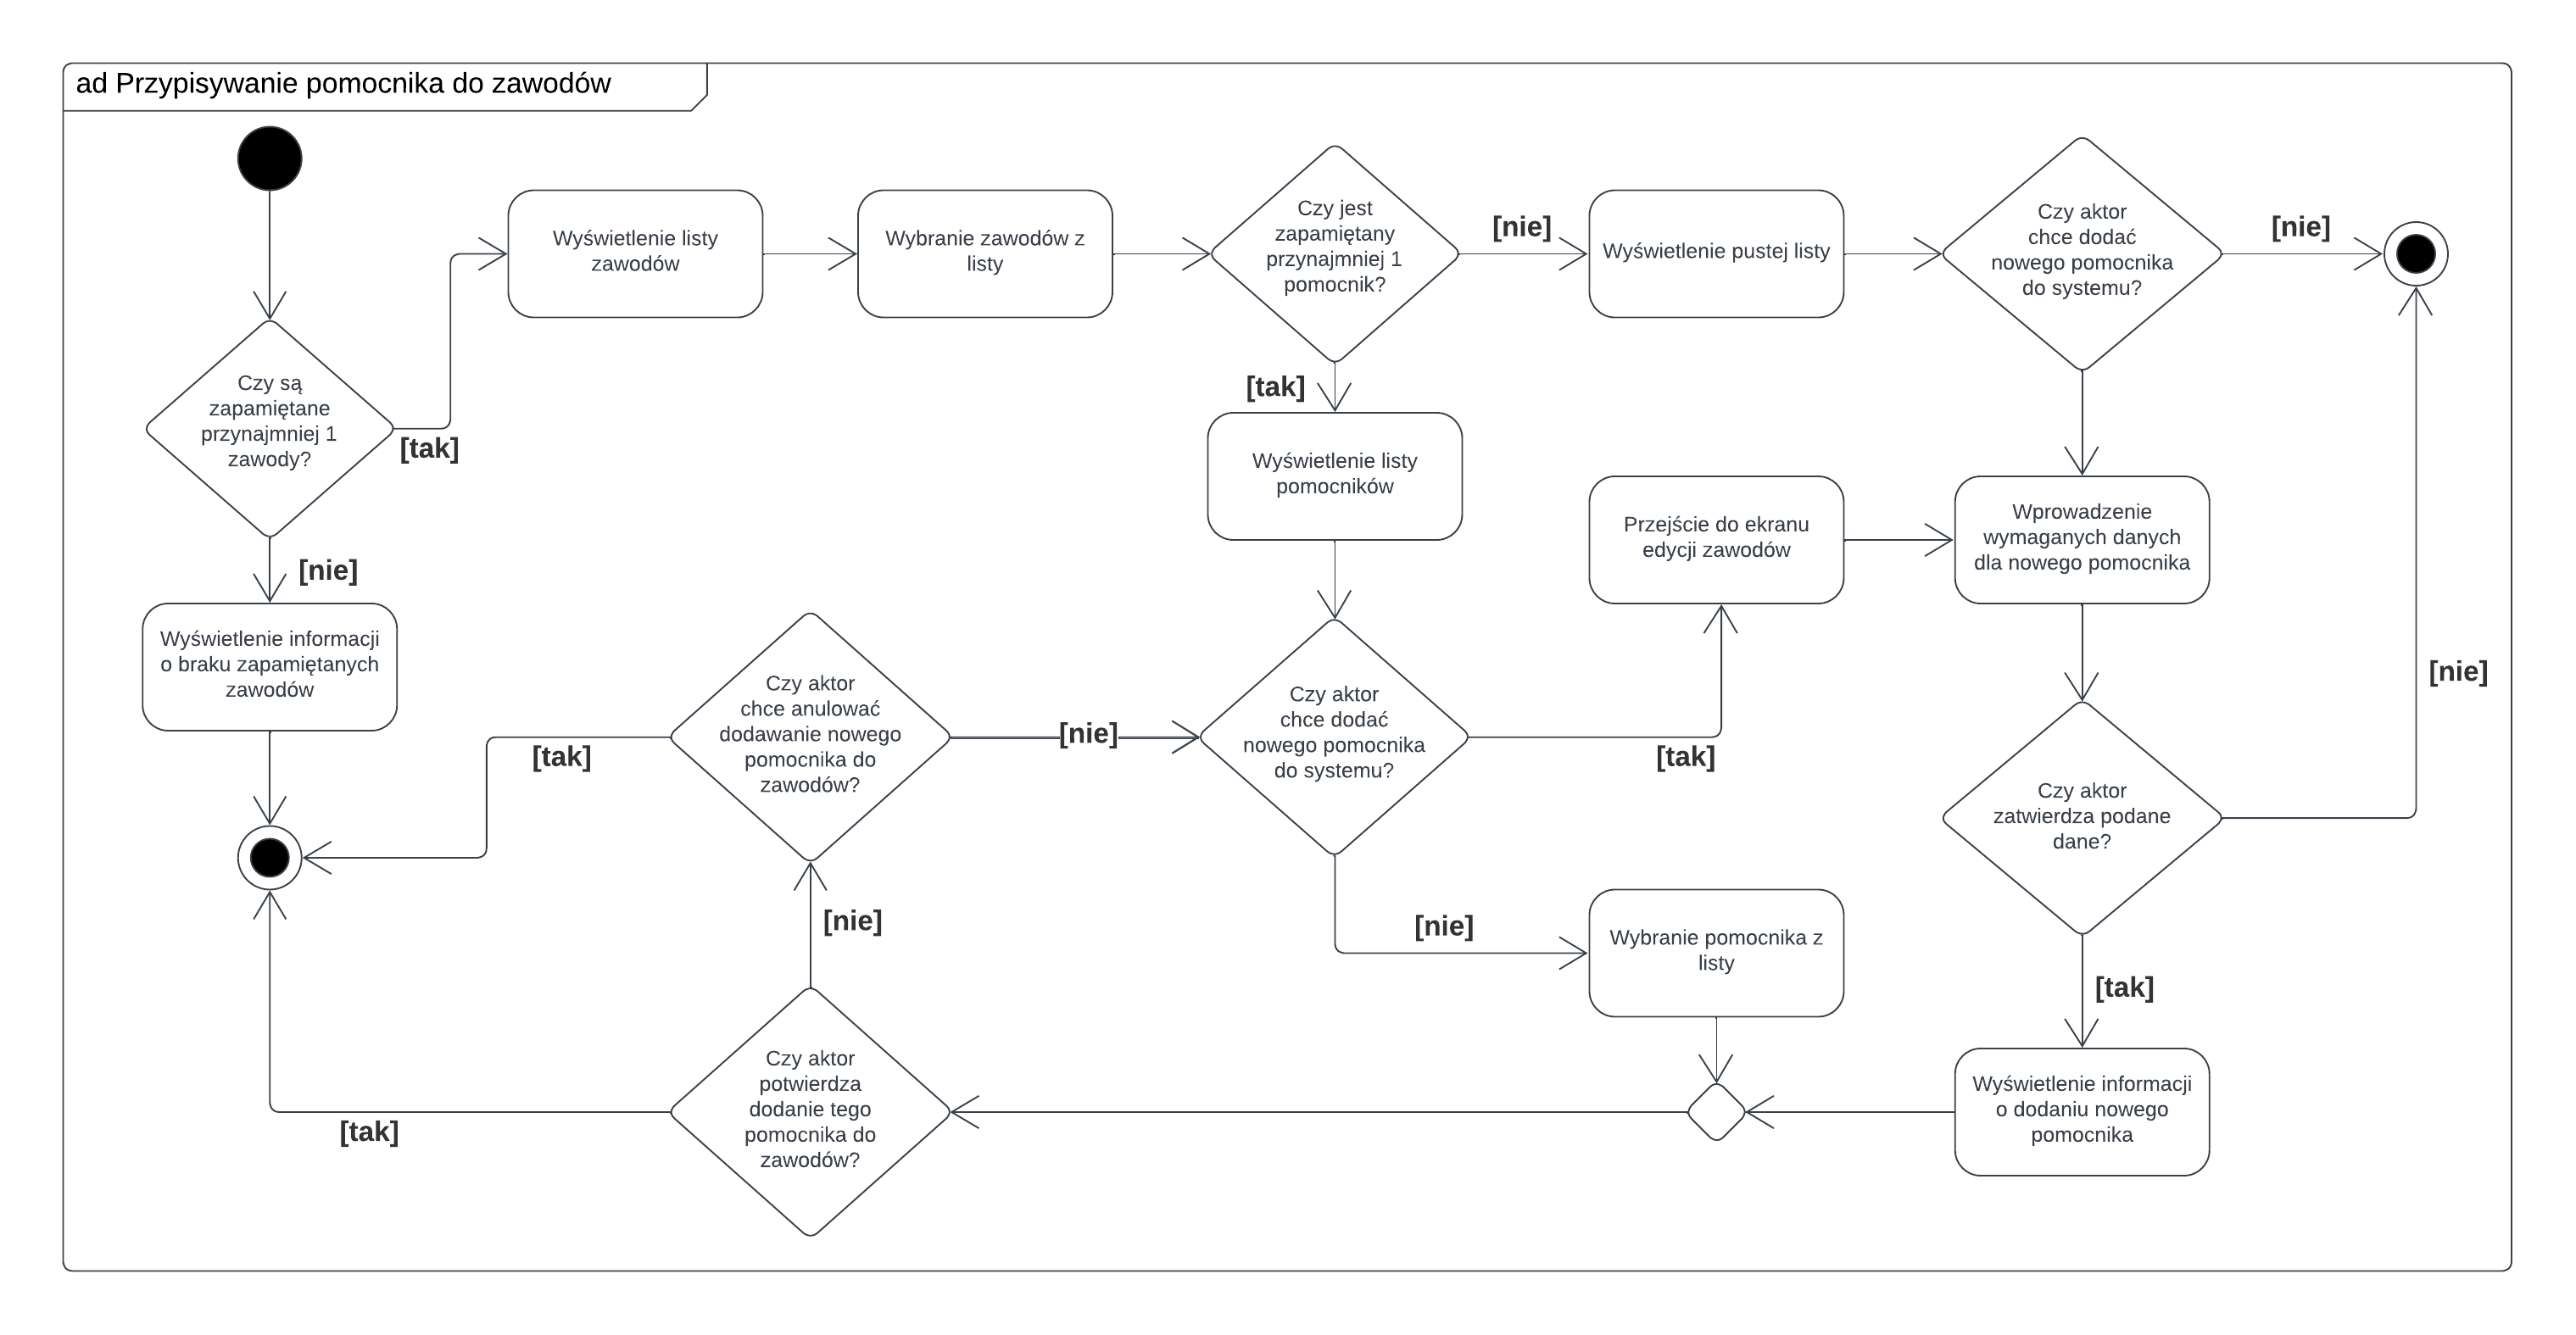 ad Przypisywanie pomocnika do zawodów
Czy są
zapamiętane
przynajmniej 1
zawody?
[tak]
[nie]
Wyświetlenie listy
zawodów
Wybranie zawodów z
listy
Czy jest
zapamiętany
przynajmniej 1
pomocnik?
[nie]
[tak]
Wyświetlenie pustej listy
Czy aktor
chce dodać
nowego pomocnika
do systemu?
[nie]
Wyświetlenie listy
pomocników
Przejście do ekranu
edycji zawodów
Wprowadzenie
wymaganych danych
dla nowego pomocnika
Wyświetlenie informacji
o braku zapamiętanych
zawodów
Czy aktor
chce anulować
dodawanie nowego
pomocnika do
zawodów?
[tak]
[nie]
Czy aktor
chce dodać
nowego pomocnika
do systemu?
[tak]
[nie]
Czy aktor
zatwierdza podane
dane?
[nie]
[tak]
Wybranie pomocnika z
listy
Wyświetlenie informacji
o dodaniu nowego
pomocnika
Czy aktor
potwierdza
dodanie tego
pomocnika do
zawodów?
[nie]
[tak]